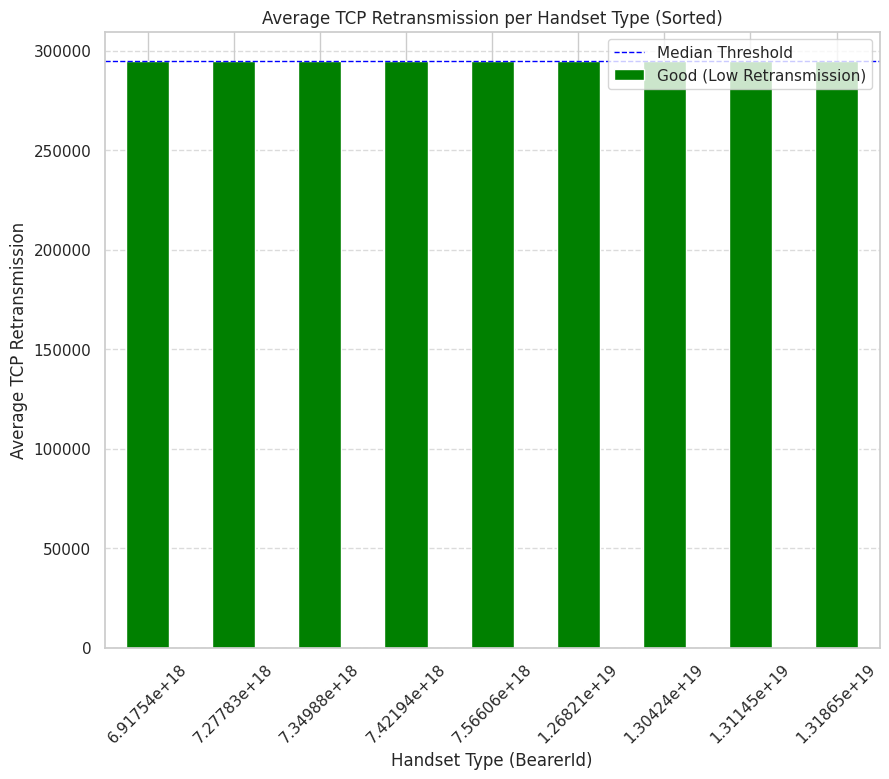 Average TCP Retransmission per Handset Type (Sorted)
Median Threshold
Good (Low Retransmission)
Average TCP Retransmission
300000
250000
200000
150000
100000
50000
0
6.91754e+18
7.27783e+18
7.34988e+18
7.42194e+18
7.56606e+18
1.26821e+19
1.30424e+19
1.31145e+19
1.31865e+19
Handset Type (BearerId)